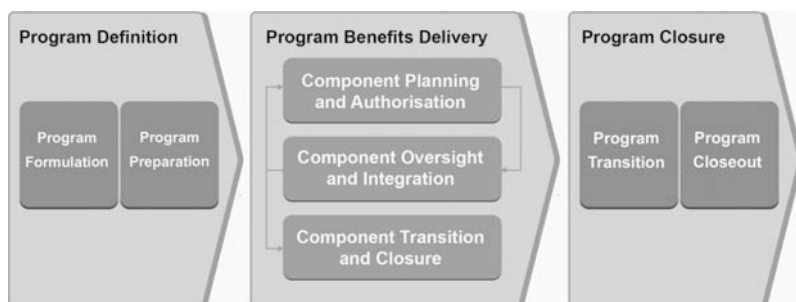 Program Definition
Program
Formulation
Program
Preparation
Program Benefits Delivery
Component Planning
and Authorisation
Component Oversight
and Integration
Component Transition
and Closure
Program Closure
Program
Transition
Program
Closeout